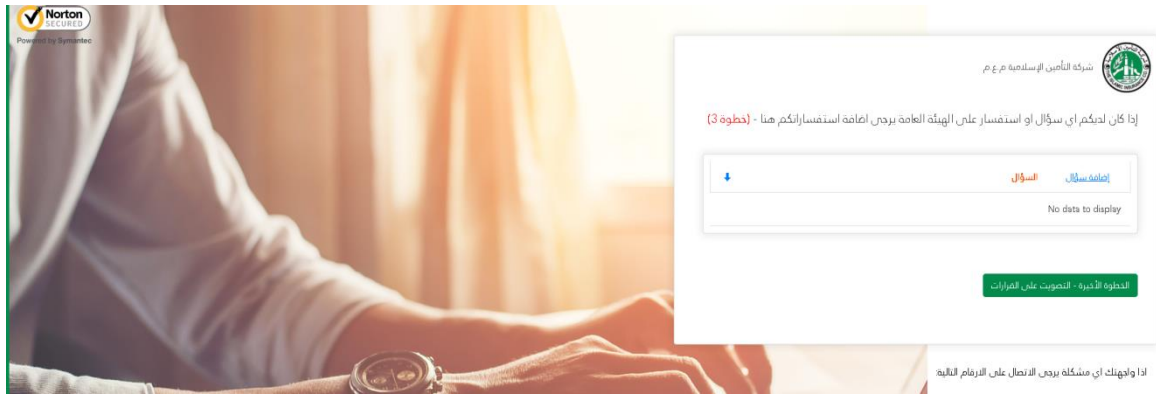 Norton
SECURED
Powered by Symantec
شركة التأمين الإسلامية م.ع.م
إذا كان لديكم اي سؤال او استفسار على الهيئة العامة يرجى اضافة استفساراتكم هنا - (خطوة 3)
إضافة سؤال السؤال
No data to display
الخطوة الأخيرة - التصويت على القرارات
اذا واجهتك اي مشكلة يرجى الاتصال على الارقام التالية: